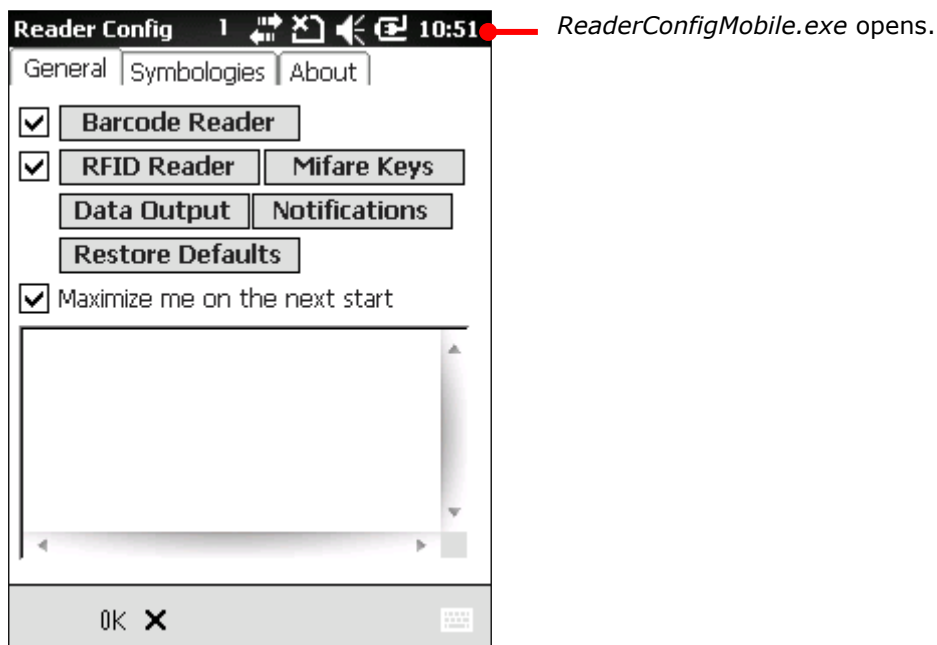 Reader Config 1 10:51
ReaderConfigMobile.exe opens.
General Symbologies About
Barcode Reader
RFID Reader Mifare Keys
Data Output Notifications
Restore Defaults
Maximize me on the next start
OK